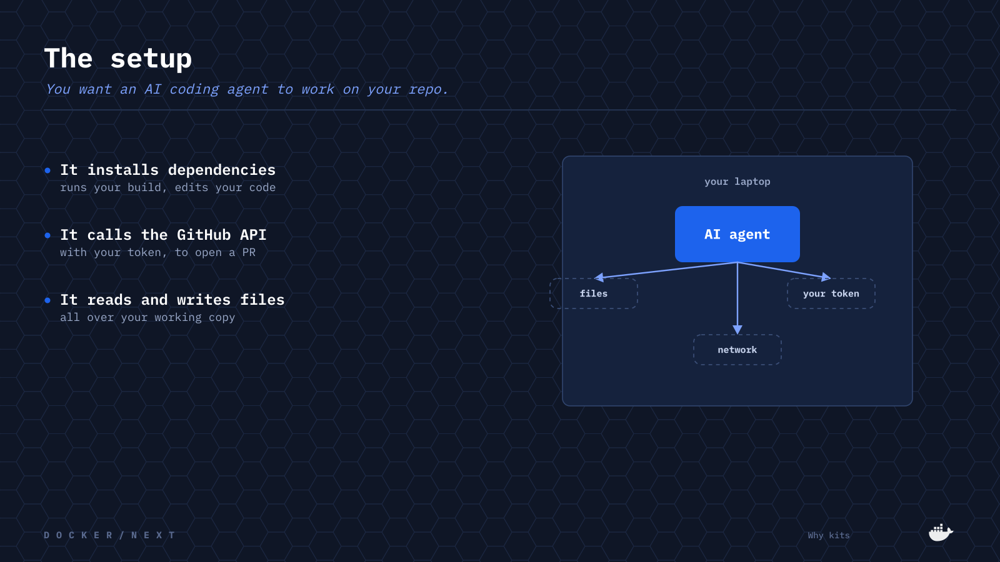 The setup
You want an AI coding agent to work on your repo.
It installs dependencies
runs your build, edits your code
It calls the GitHub API
with your token, to open a PR
It reads and writes files
all over your working copy
your laptop
AI agent
files
your token
network
DOCKER/NEXT
Why kits